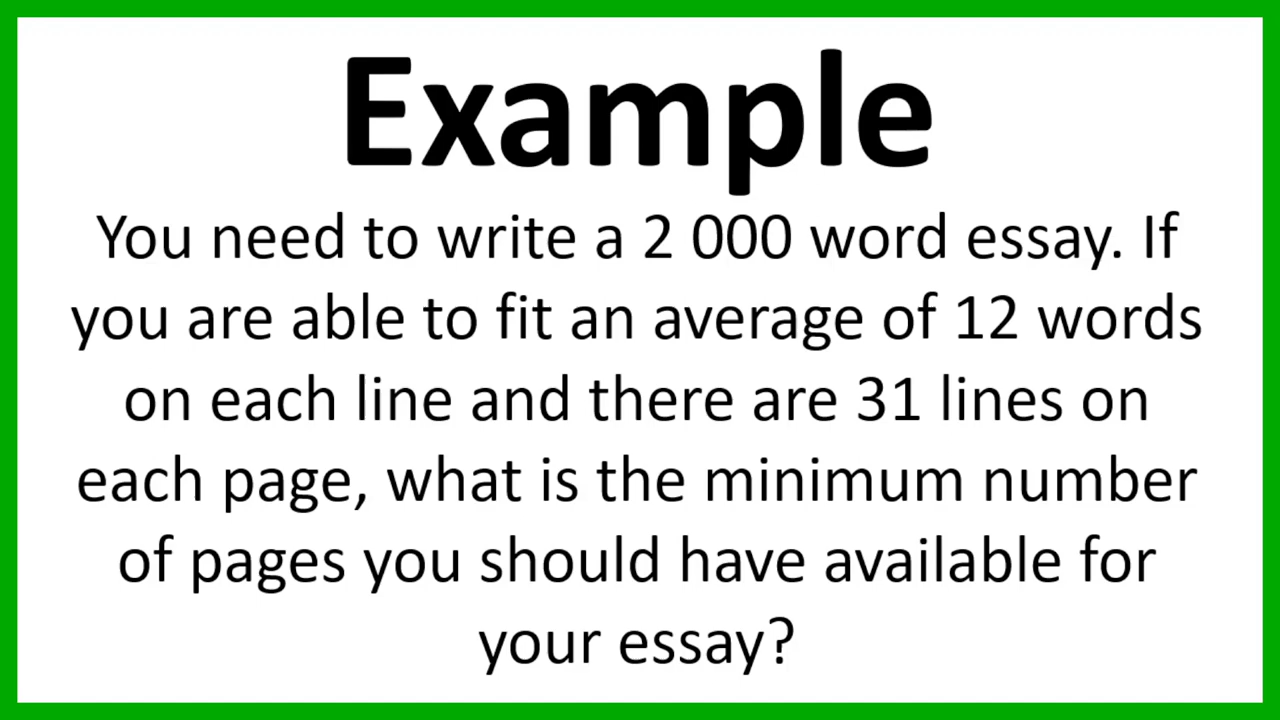 Example
You need to write a 2 000 word essay. If
you are able to fit an average of 12 words
on each line and there are 31 lines on
each page, what is the minimum number
of pages you should have available for
your essay?